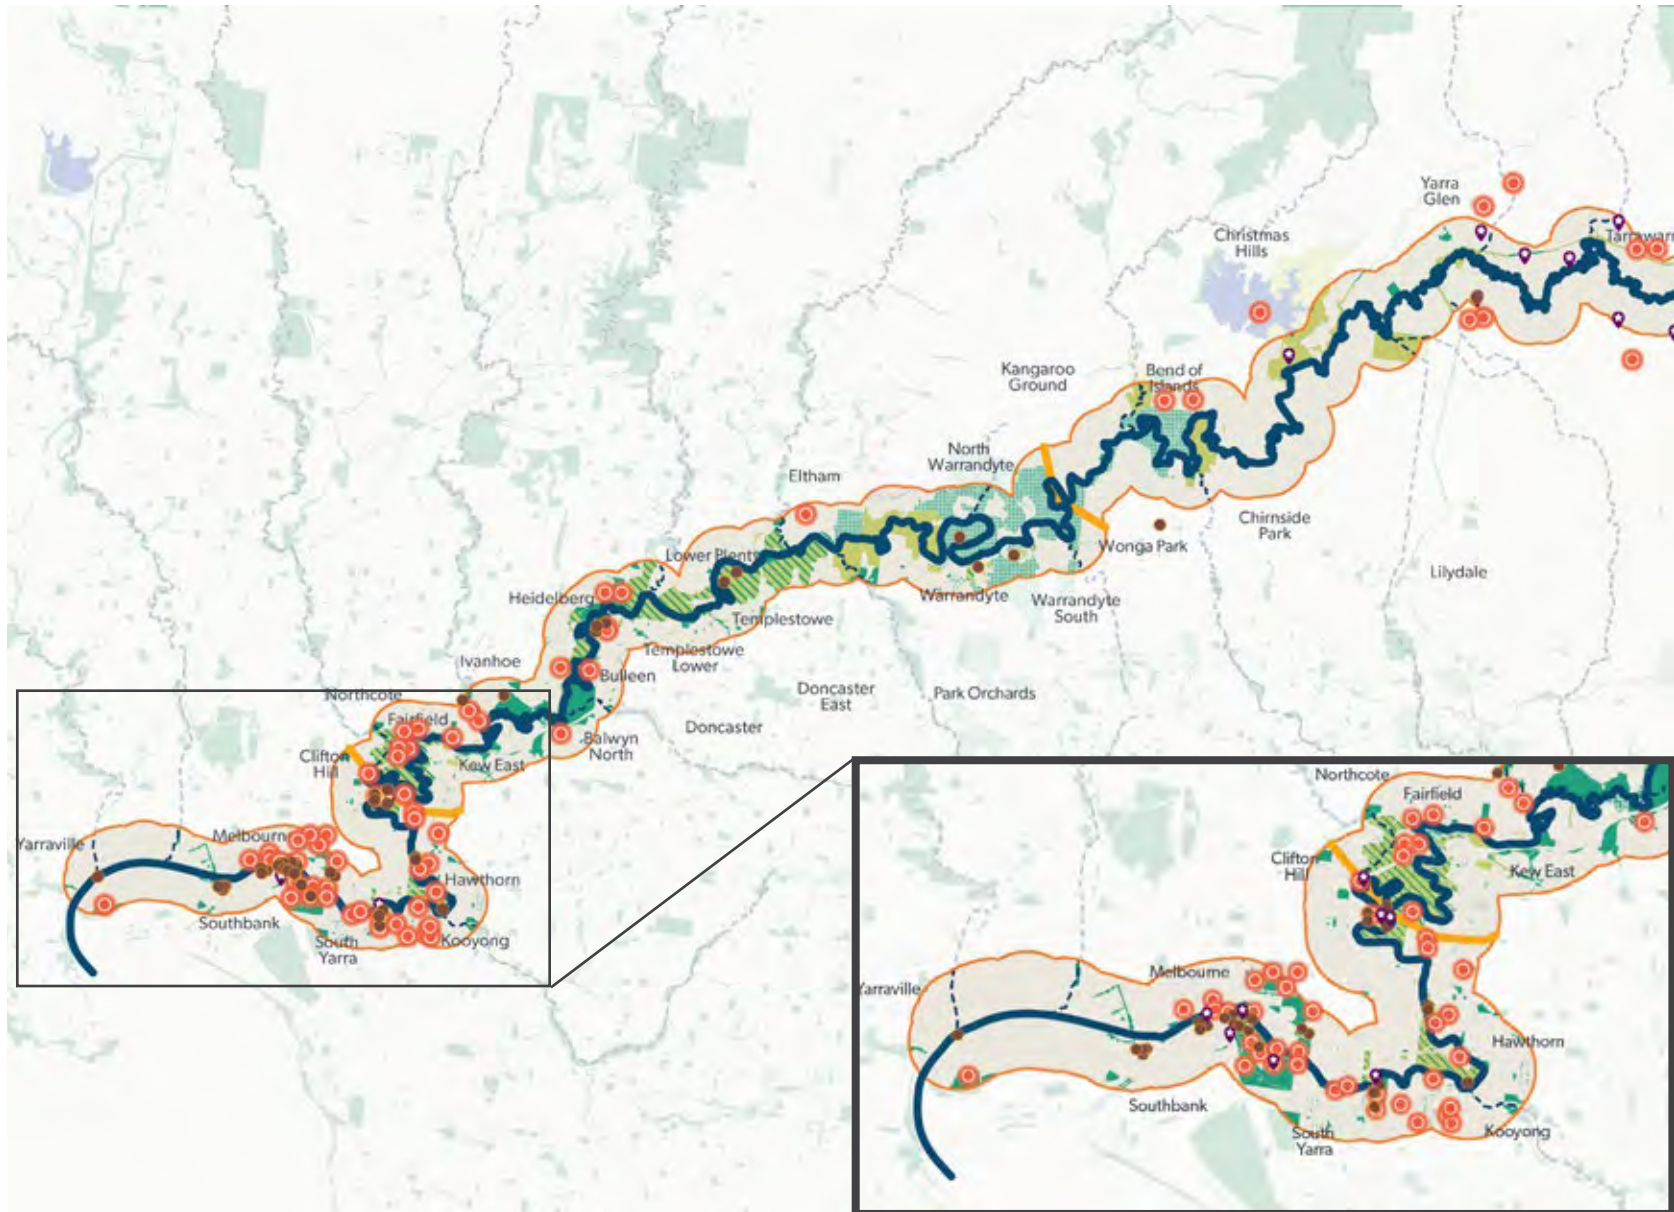 Yarra
Glen
Christmas
Hills
Kangaroo
Ground
Bend of
Islands
North
Warrandyte
Eltham
Chirnside
Park
Wonga Park
Lower Plenty
Lilydale
Heidelberg
Warrandyte
Warrandyte
South
Templestowe
Templestowe
Lower
Ivanhoe
Bulleen
Doncaster
East
Park Orchards
Northcote
Fairfield
Doncaster
Balwyn
North
Clifton
Hill
Kew East
Yarraville
Hawthorn
Southbank
South
Yarra
Kooyong
Northcote
Fairfield
Clifton
Hill
Kew East
Melbourne
Yarraville
Hawthorn
Southbank
South
Yarra
Kooyong